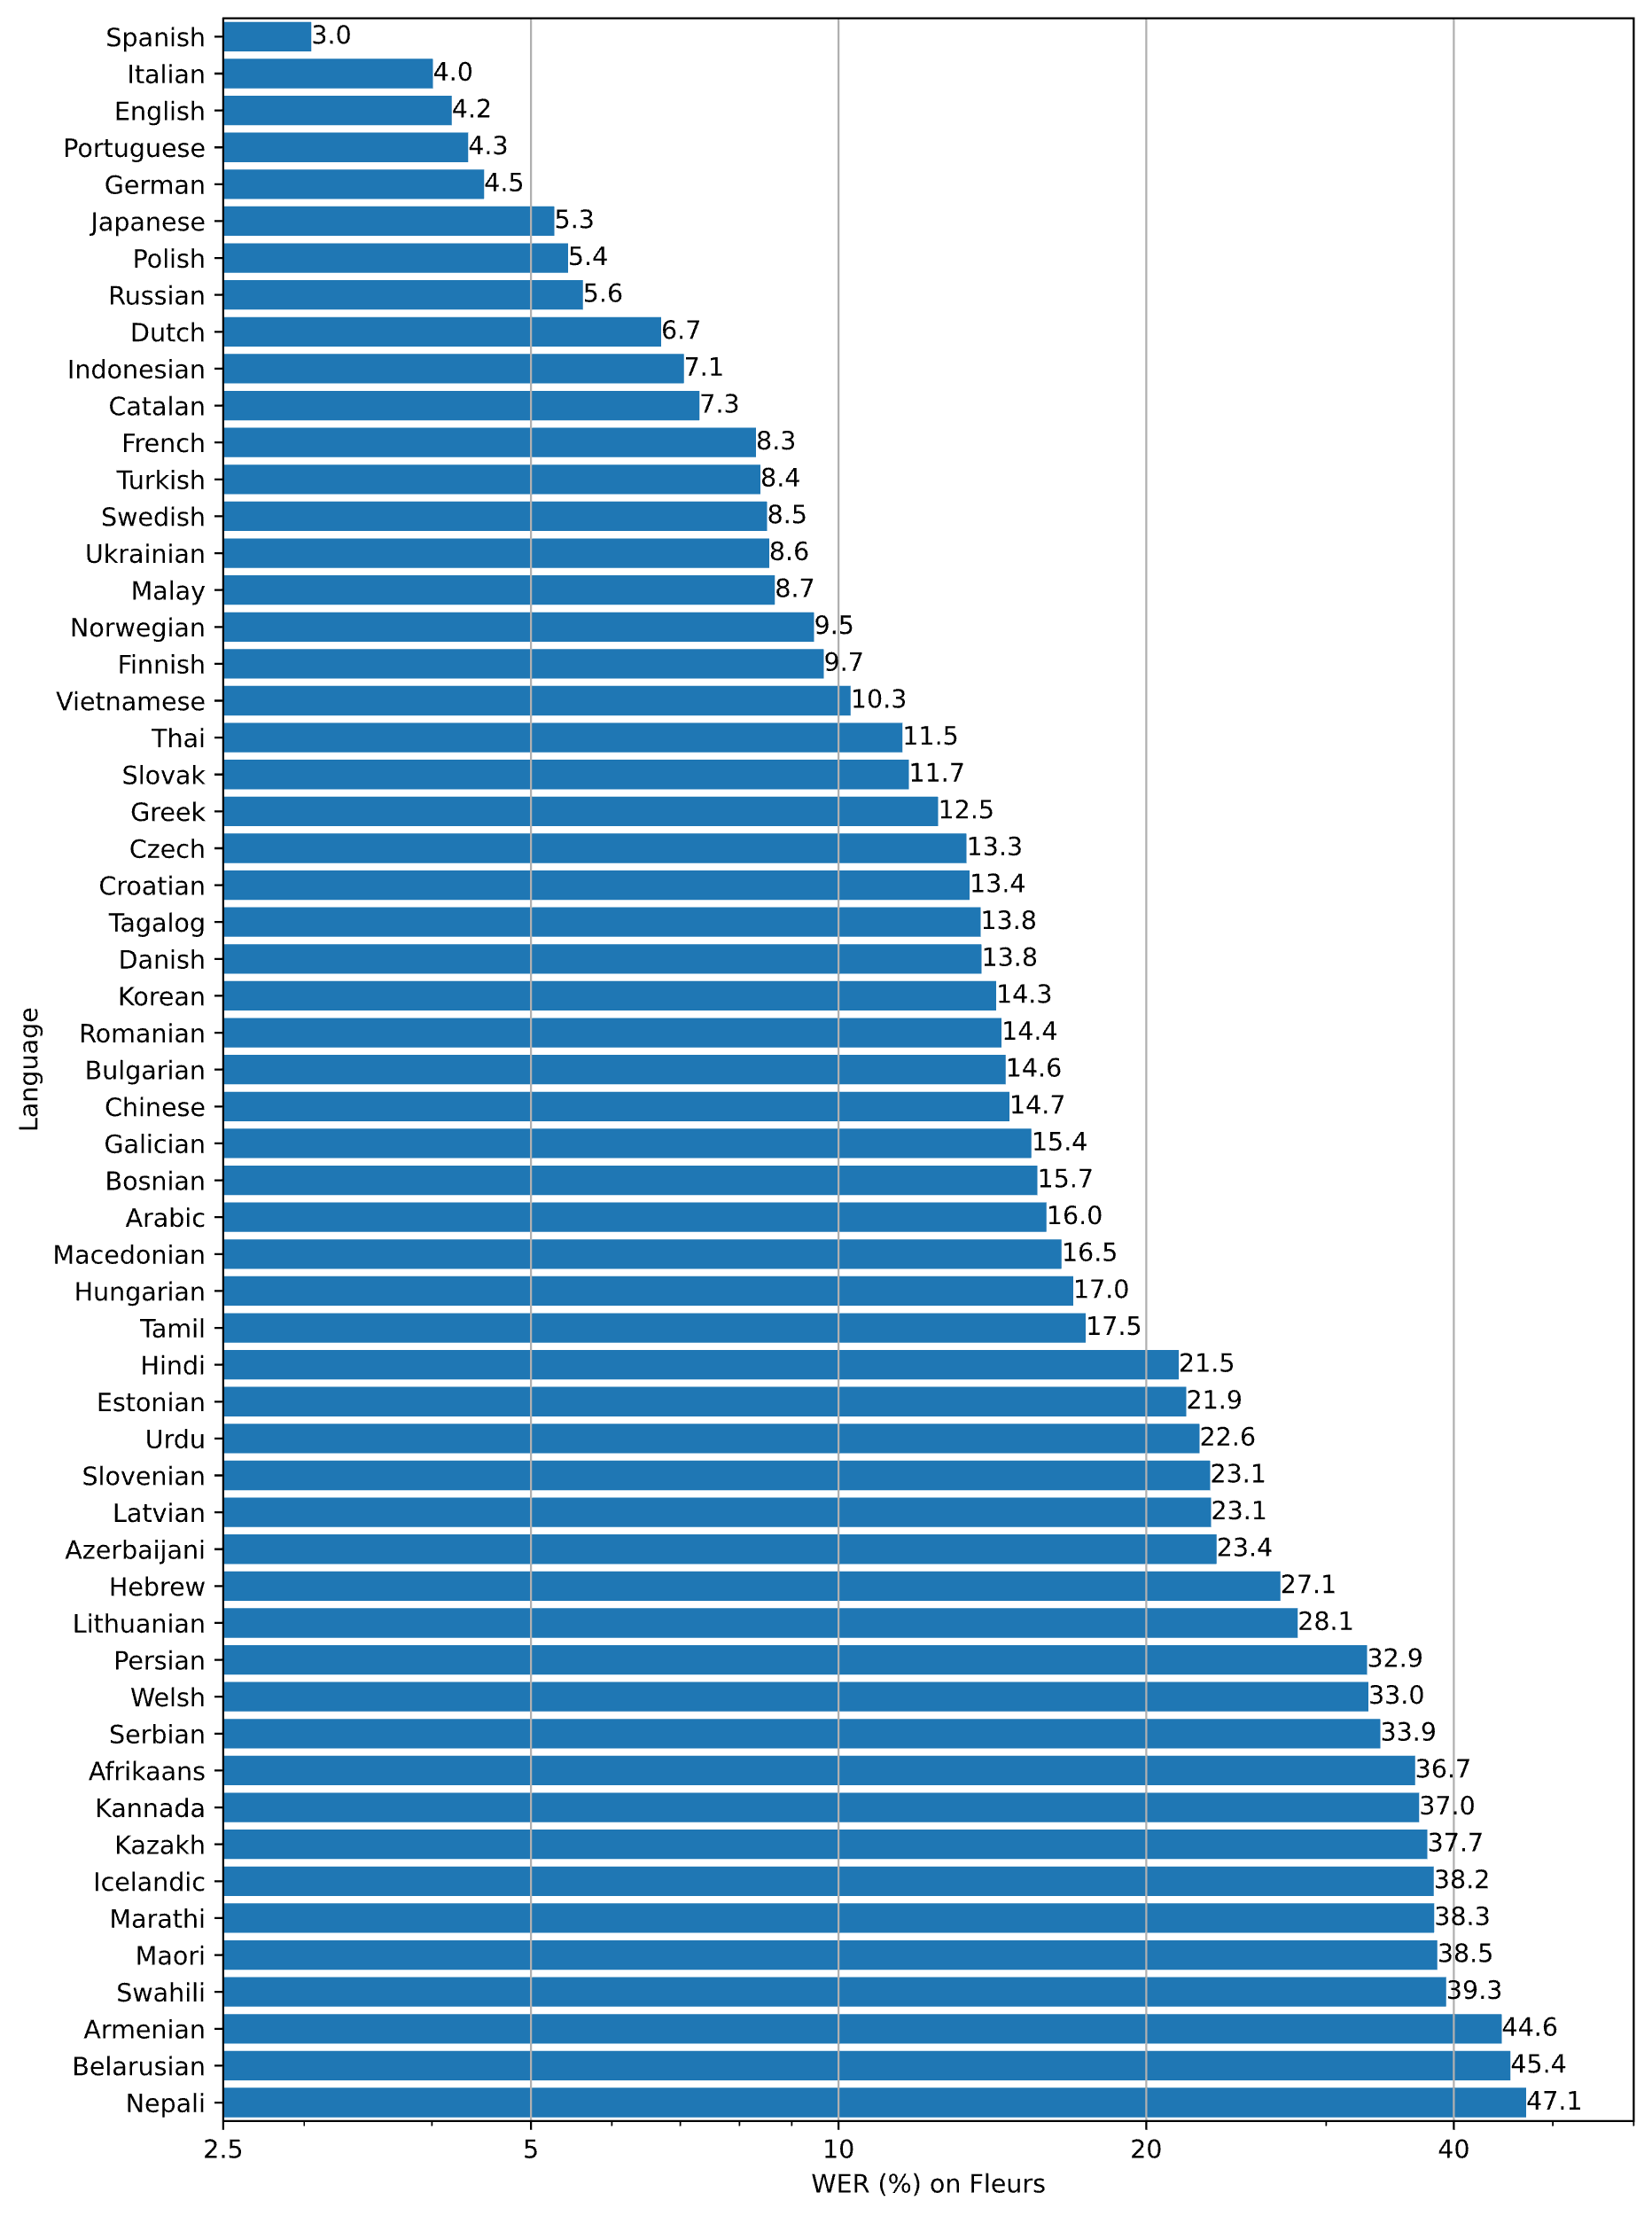 Spanish 3.0
Italian 4.0
English 4.2
Portuguese 4.3
German 4.5
Japanese 5.3
Polish 5.4
Russian 5.6
Dutch 6.7
Indonesian 7.1
Catalan 7.3
French 8.3
Turkish 8.4
Swedish 8.5
Ukrainian 8.6
Malay 8.7
Norwegian 9.5
Finnish 9.7
Vietnamese 10.3
Thai 11.5
Slovak 11.7
Greek 12.5
Czech 13.3
Croatian 13.4
Tagalog 13.8
Danish 13.8
Korean 14.3
Romanian 14.4
Bulgarian 14.6
Chinese 14.7
Galician 15.4
Bosnian 15.7
Arabic 16.0
Macedonian 16.5
Hungarian 17.0
Tamil 17.5
Hindi 21.5
Estonian 21.9
Urdu 22.6
Slovenian 23.1
Latvian 23.1
Azerbaijani 23.4
Hebrew 27.1
Lithuanian 28.1
Persian 32.9
Welsh 33.0
Serbian 33.9
Afrikaans 36.7
Kannada 37.0
Kazakh 37.7
Icelandic 38.2
Marathi 38.3
Maori 38.5
Swahili 39.3
Armenian 44.6
Belarusian 45.4
Nepali 47.1
Language
2.5 5 10 20 40
WER (%) on Fleurs